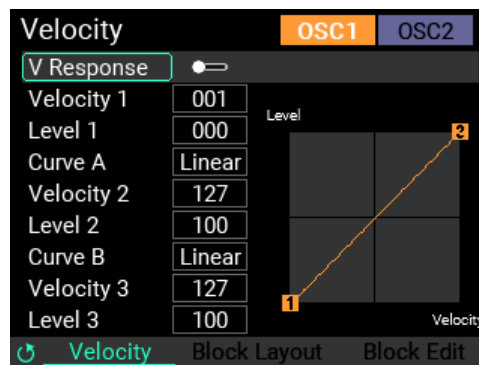 Velocity OSC1 OSC2
V Response
Velocity 1 001
Level 1 000
Curve A Linear
Velocity 2 127
Level 2 100
Curve B Linear
Velocity 3 127
Level 3 100
Level
3
1
Velocity
Velocity Block Layout Block Edit